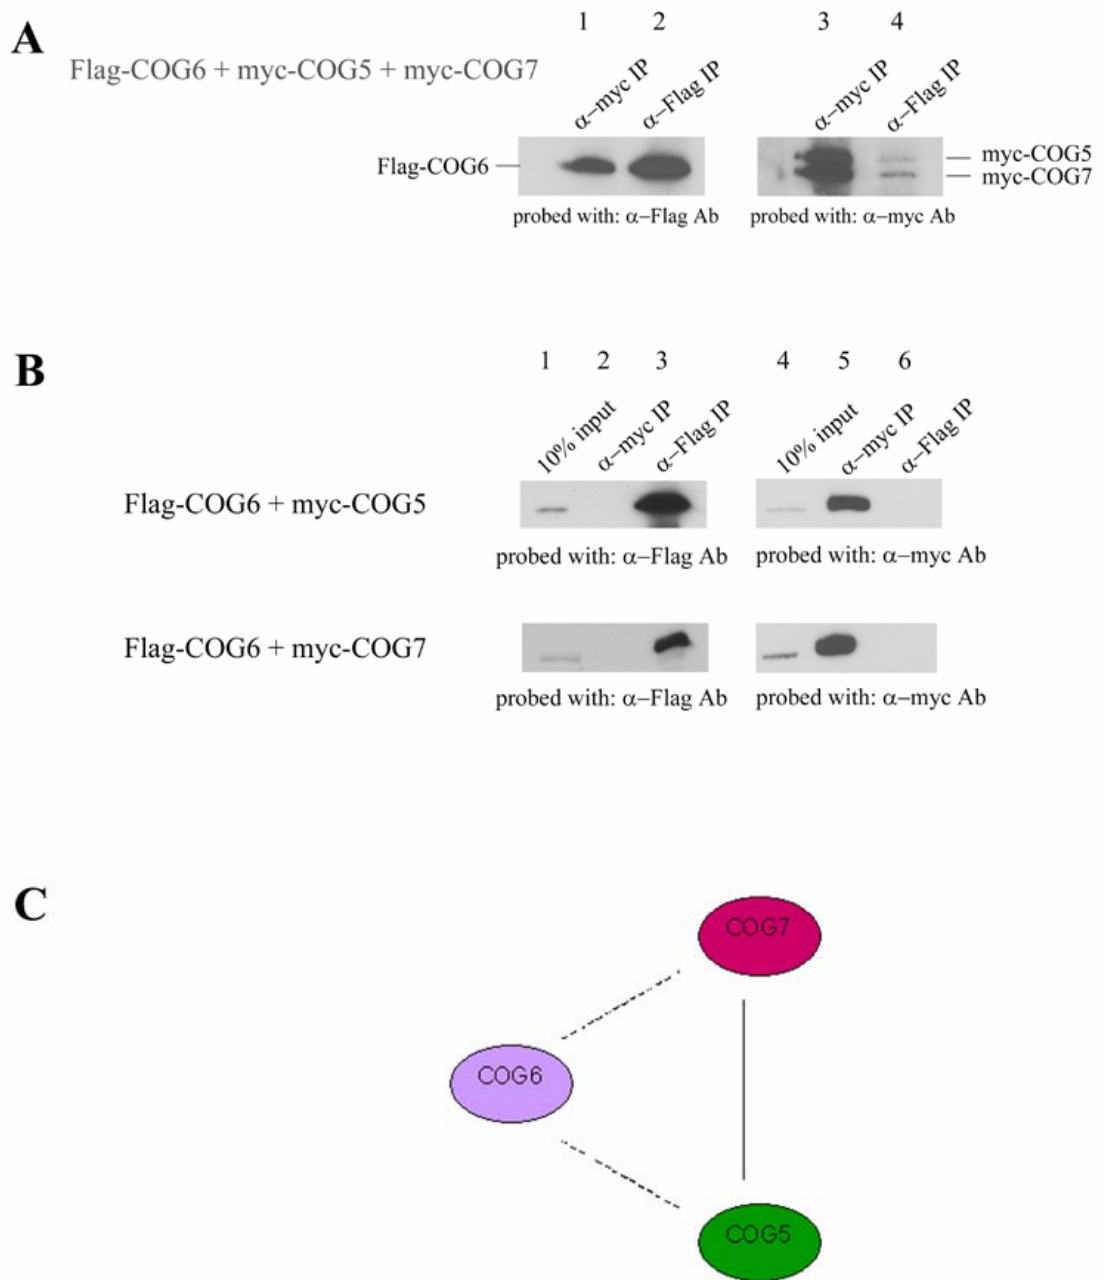 A
1 2 3 4
Flag-COG6 + myc-COG5 + myc-COG7
α–myc IP
α–Flag IP
α–myc IP
α–Flag IP
Flag-COG6
myc-COG5
myc-COG7
probed with: α–Flag Ab
probed with: α–myc Ab
B
1 2 3 4 5 6
10% input
α–myc IP
α–Flag IP
10% input
α–myc IP
α–Flag IP
Flag-COG6 + myc-COG5
probed with: α–Flag Ab
probed with: α–myc Ab
Flag-COG6 + myc-COG7
probed with: α–Flag Ab
probed with: α–myc Ab
C
COG7
COG6
COG5